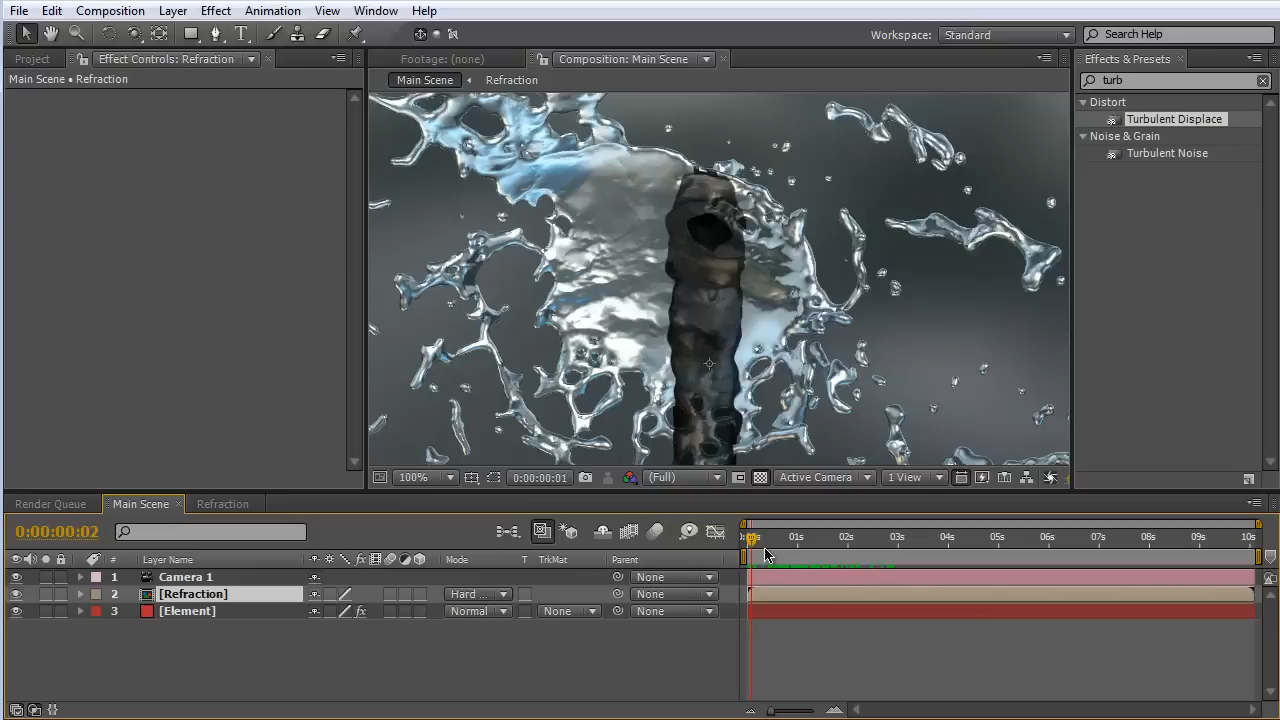 File Edit Composition Layer Effect Animation View Window Help
Workspace: Standard Search Help
Project Effect Controls: Refraction Footage: (none) Composition: Main Scene Effects & Presets
Main Scene • Refraction Main Scene Refraction turb
Distort
Turbulent Displace
Noise & Grain
Turbulent Noise
100% 0:00:00:01 (Full) Active Camera 1 View
Render Queue Main Scene Refraction
0:00:00:02
01s 02s 03s 04s 05s 06s 07s 08s 09s 10s
# Layer Name Mode T TrkMat Parent
1 Camera 1 None
2 [Refraction] Hard ... None
3 [Element] fx Normal None None